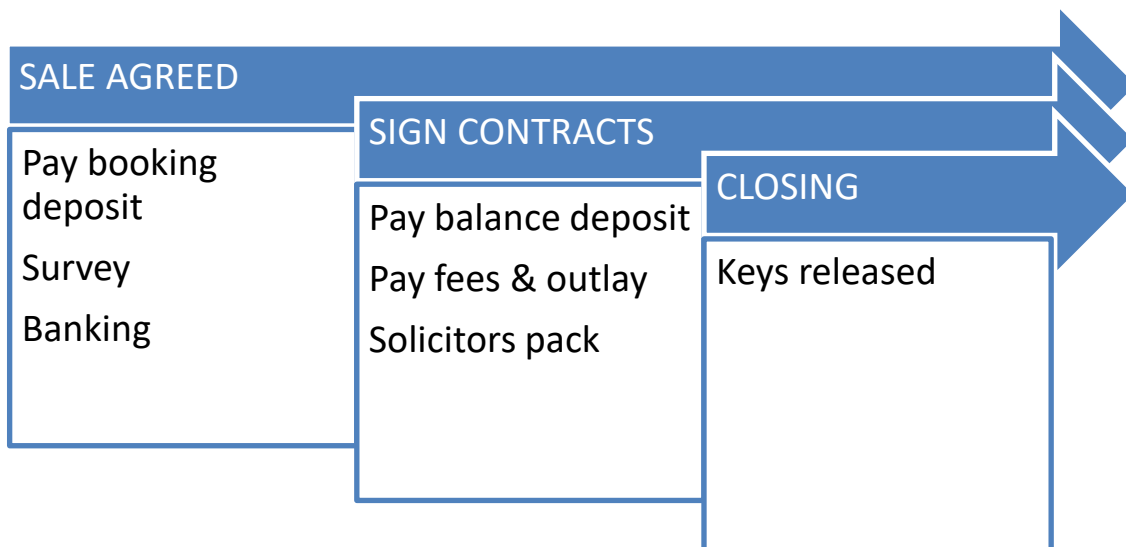 SALE AGREED
Pay booking
deposit
Survey
Banking
SIGN CONTRACTS
Pay balance deposit
Pay fees & outlay
Solicitors pack
CLOSING
Keys released